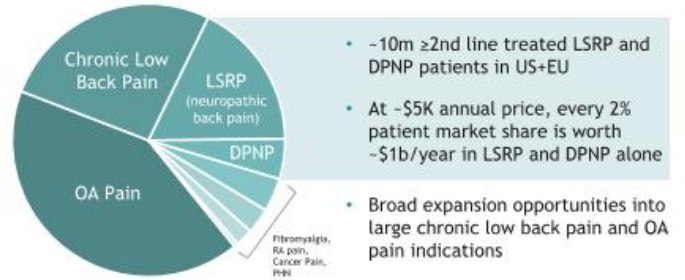 Chronic Low
Back Pain
LSRP
(neuropathic
back pain)
DPNP
OA Pain
Fibromyalgia,
RA pain,
Cancer Pain,
PHN
• ~10m ≥2nd line treated LSRP and
DPNP patients in US+EU
• At ~$5K annual price, every 2%
patient market share is worth
~$1b/year in LSRP and DPNP alone
• Broad expansion opportunities into
large chronic low back pain and OA
pain indications